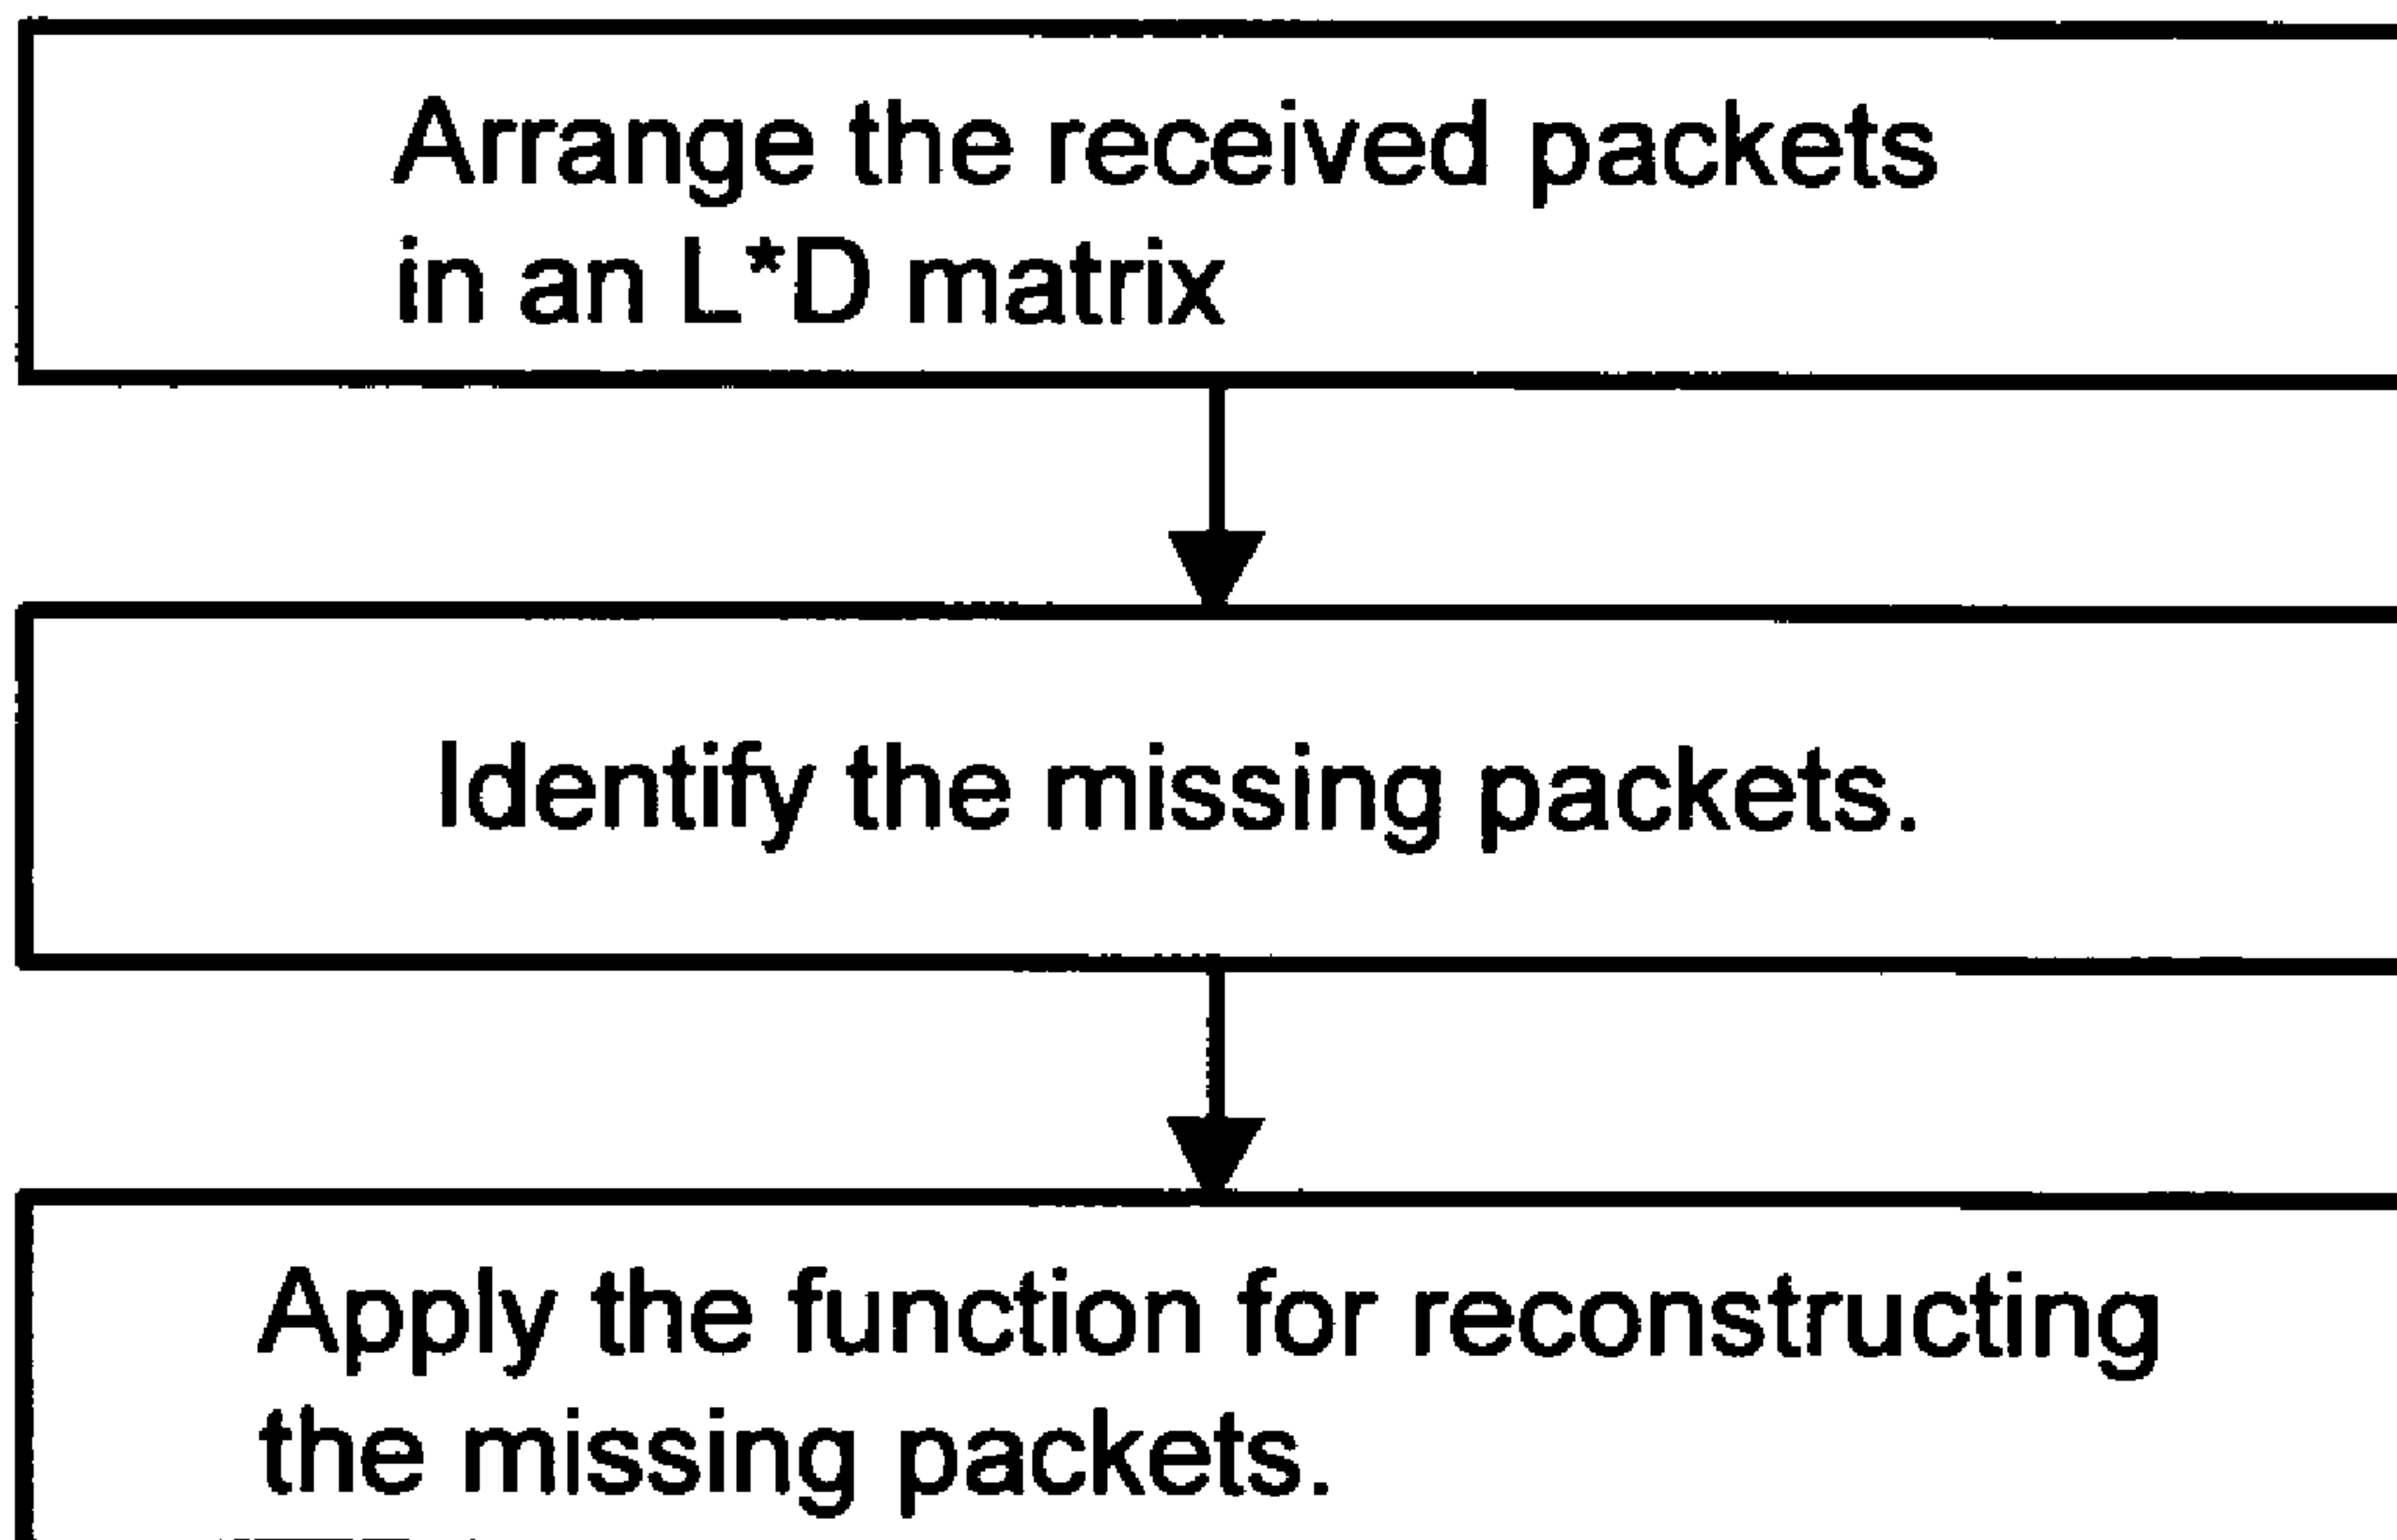 Arrange the received packets
in an L*D matrix
Identify the missing packets.
Apply the function for reconstructing
the missing packets.